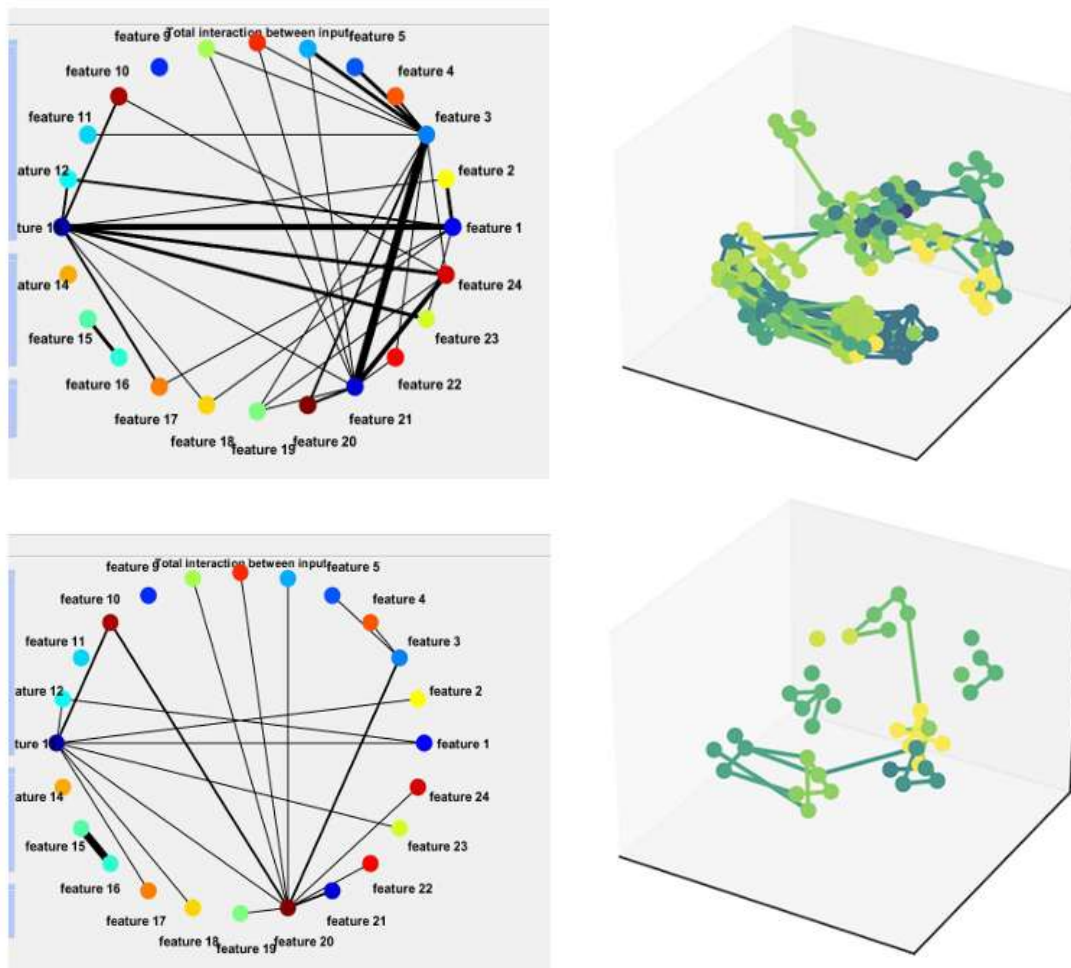 Total interaction between input
feature 9
feature 5
feature 10
feature 4
feature 11
feature 3
ature 12
feature 2
ture 1
feature 1
ature 14
feature 24
feature 15
feature 23
feature 16
feature 22
feature 17
feature 21
feature 18
feature 20
feature 19
Total interaction between input
feature 9
feature 5
feature 10
feature 4
feature 11
feature 3
ature 12
feature 2
ture 1
feature 1
ature 14
feature 24
feature 15
feature 23
feature 16
feature 22
feature 17
feature 21
feature 18
feature 20
feature 19